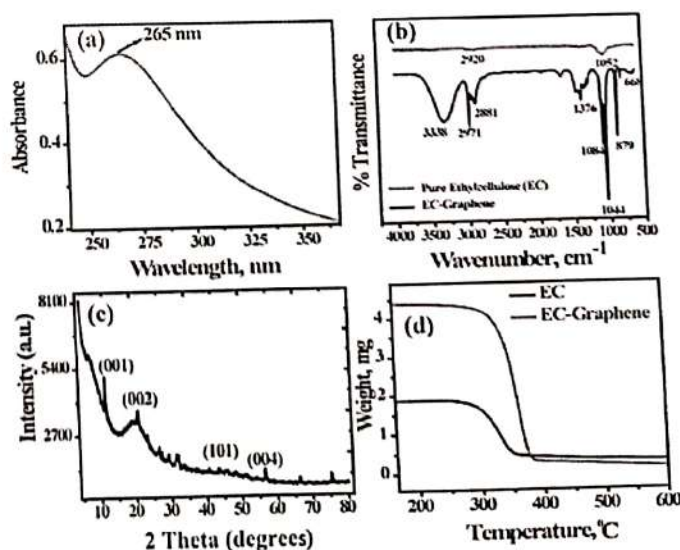 (a)
265 nm
Absorbance
0.6
0.4
0.2
250 275 300 325 350
Wavelength, nm
(b)
% Transmittance
2920
1052
668
3338
2971
2881
1376
1084
1044
879
Pure Ethylcellulose (EC)
EC-Graphene
4000 3500 3000 2500 2000 1500 1000 500
Wavenumber, cm⁻¹
(c)
Intensity (a.u.)
8100
5400
2700
(001)
(002)
(101)
(004)
10 20 30 40 50 60 70 80
2 Theta (degrees)
(d)
EC
EC-Graphene
Weight, mg
4
3
2
1
0
200 300 400 500 600
Temperature, ⁰C